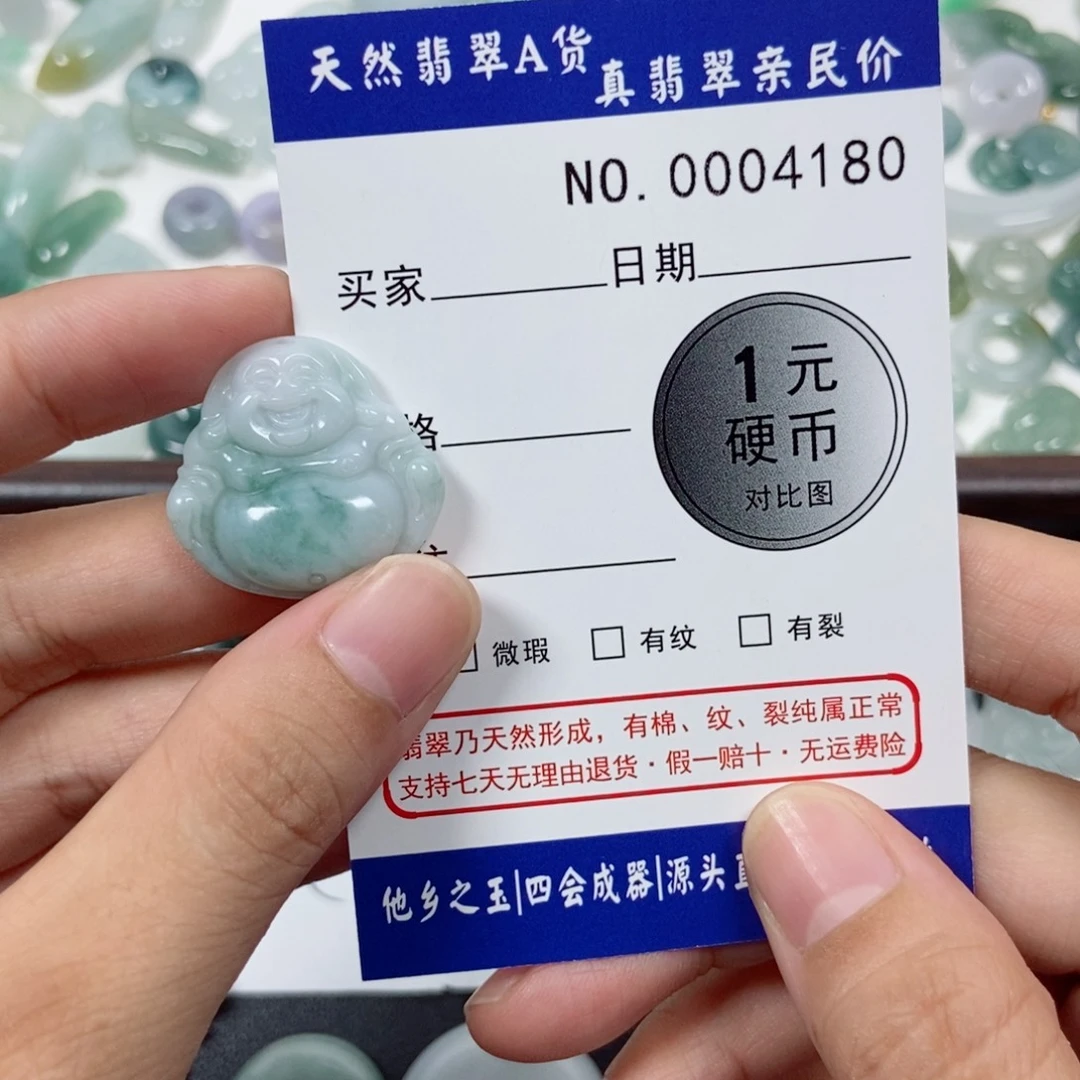 天然翡翠A货 真翡翠亲民价
NO. 0004180
买家 日期
格
1元
硬币
对比图
微瑕 有纹 有裂
翡翠乃天然形成，有棉、纹、裂纯属正常
支持七天无理由退货·假一赔十·无运费险
他乡之玉|四会成器|源头直